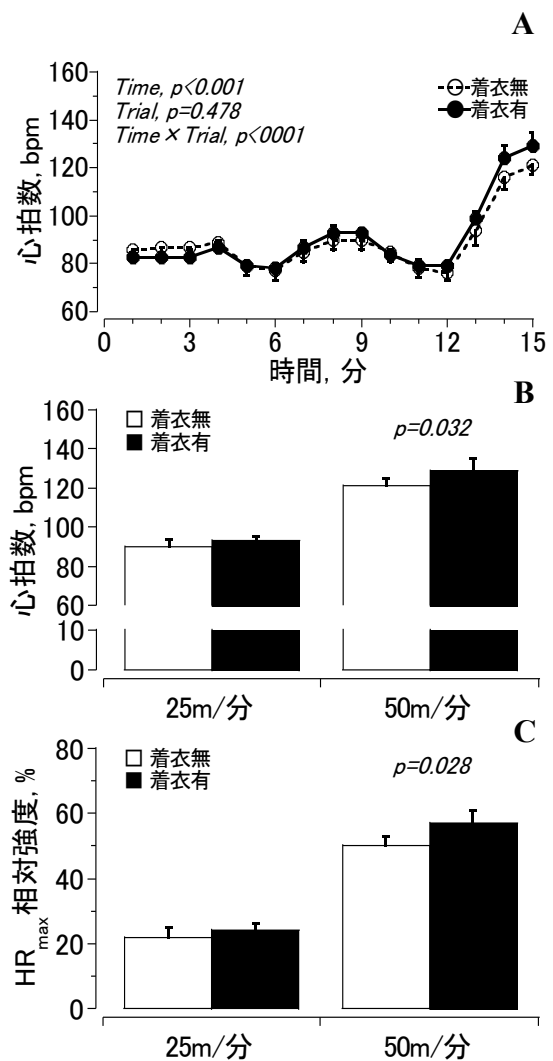 A
160
140
120
100
80
60
心拍数, bpm
Time, p<0.001
Trial, p=0.478
Time×Trial, p<0001
着衣無
着衣有
0 3 6 9 12 15
時間, 分
B
160
140
120
100
80
60
10
0
心拍数, bpm
着衣無
着衣有
p=0.032
25m/分 50m/分
C
80
60
40
20
0
HRmax相対強度, %
着衣無
着衣有
p=0.028
25m/分 50m/分